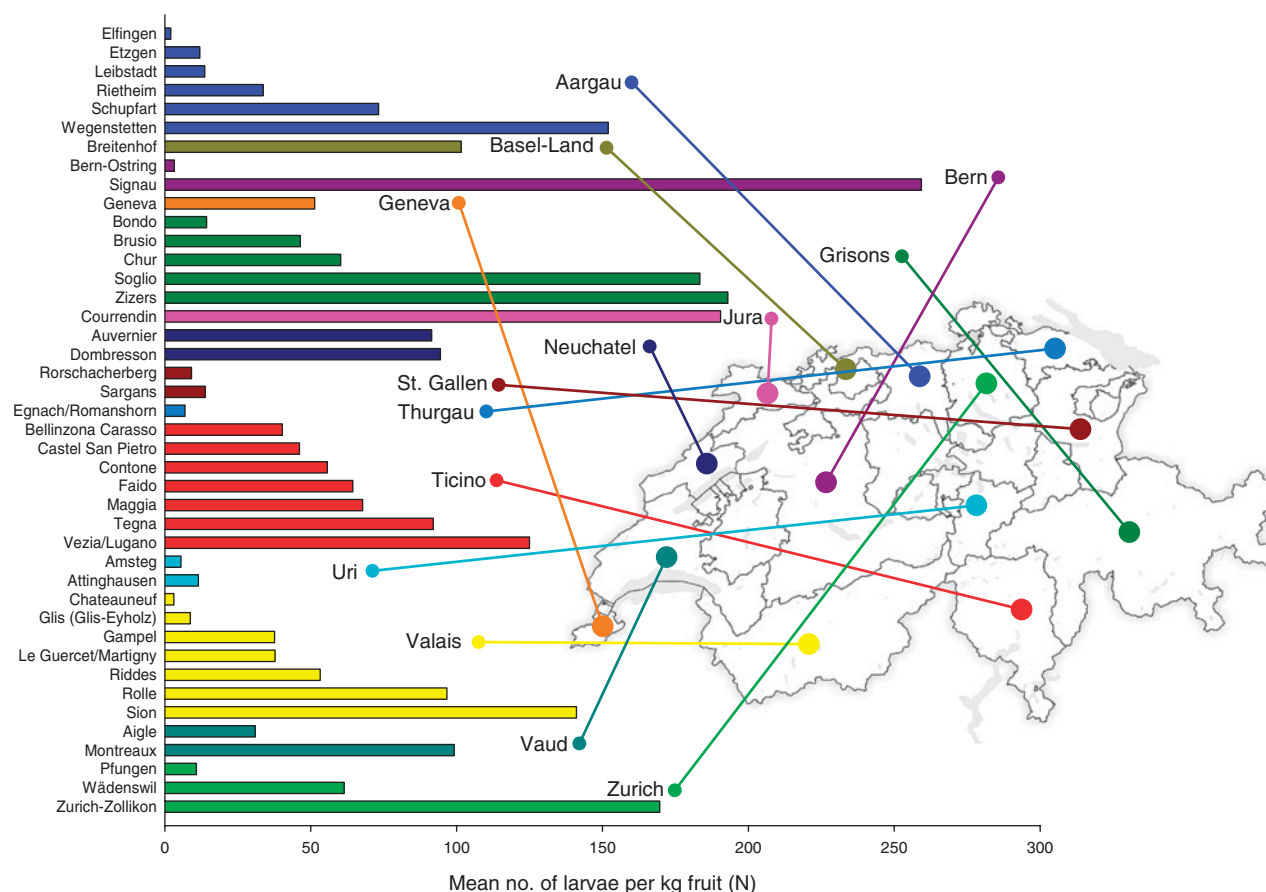 Elfingen
Etzgen
Leibstadt
Rietheim
Schupfart
Wegenstetten
Breitenhof
Bern-Ostring
Signau
Geneva
Bondo
Brusio
Chur
Soglio
Zizers
Courrendin
Auvernier
Dombresson
Rorschacherberg
Sargans
Egnach/Romanshorn
Bellinzona Carasso
Castel San Pietro
Contone
Faido
Maggia
Tegna
Vezia/Lugano
Amsteg
Attinghausen
Chateauneuf
Glis (Glis-Eyholz)
Gampel
Le Guercet/Martigny
Riddes
Rolle
Sion
Aigle
Montreaux
Pfungen
Wädenswil
Zurich-Zollikon
Aargau
Basel-Land
Bern
Geneva
Grisons
Jura
Neuchatel
St. Gallen
Thurgau
Ticino
Uri
Valais
Vaud
Zurich
0 50 100 150 200 250 300
Mean no. of larvae per kg fruit (N)